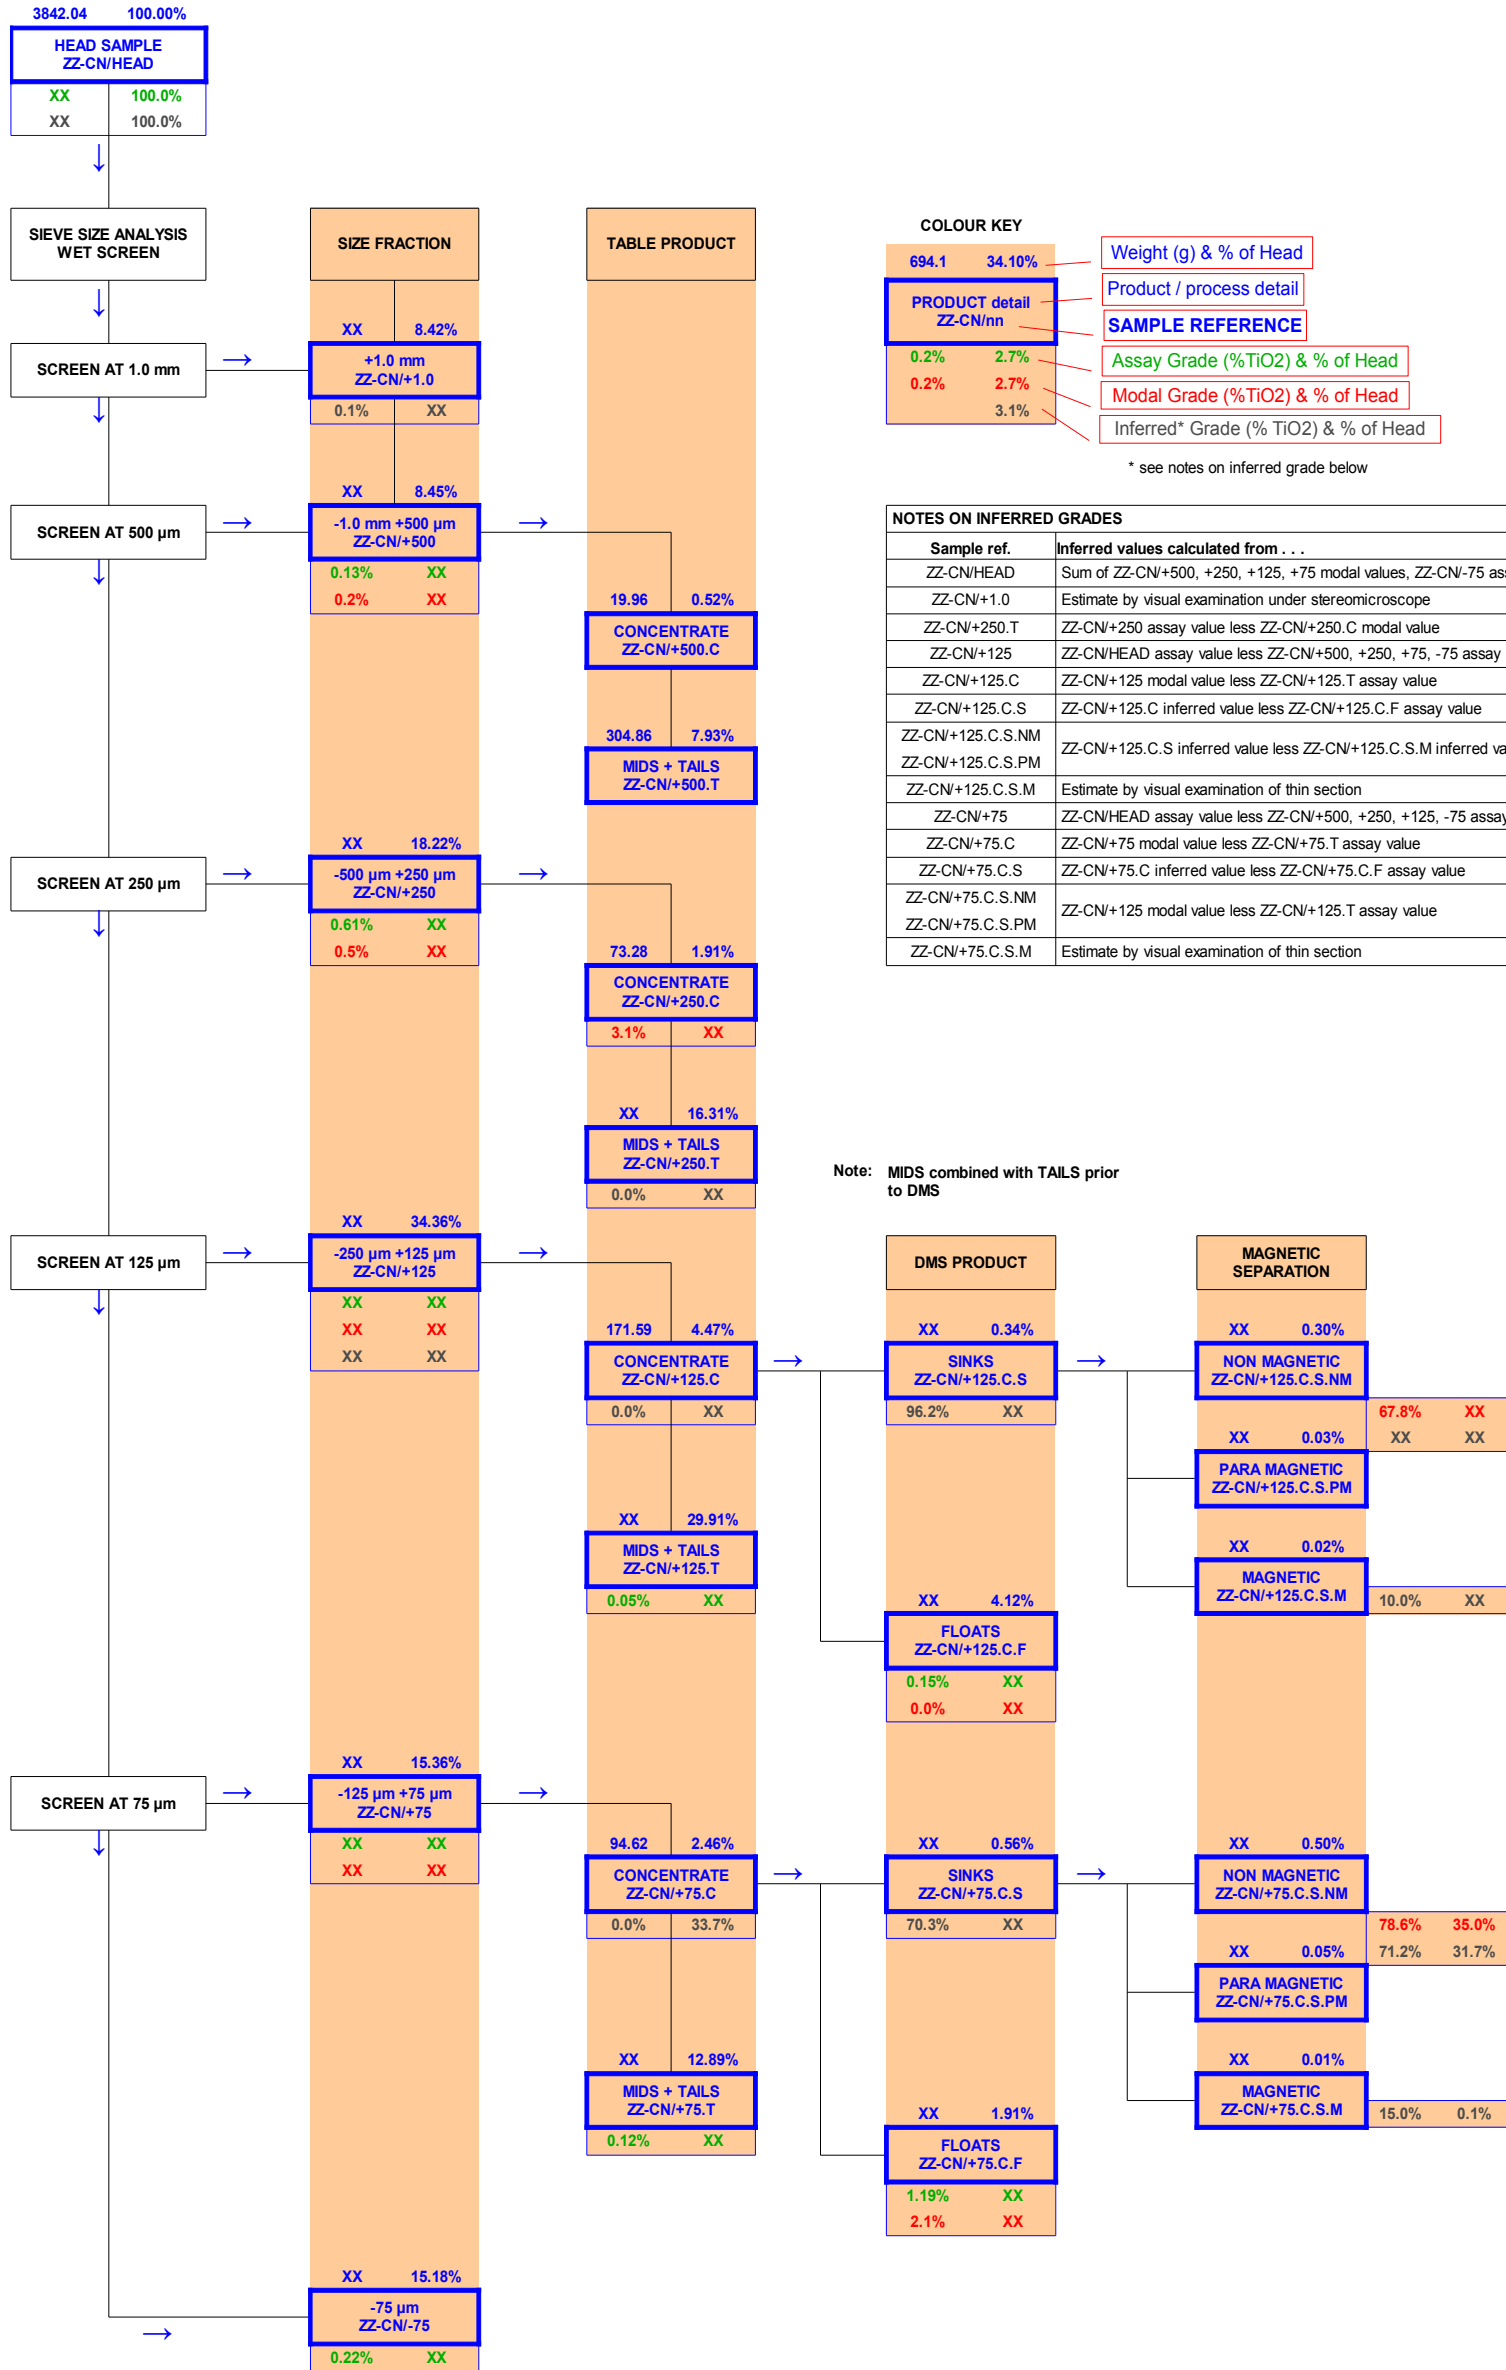 3842.04 100.00%
HEAD SAMPLE
ZZ-CN/HEAD
XX 100.0%
XX 100.0%
↓
SIEVE SIZE ANALYSIS
WET SCREEN
SIZE FRACTION
TABLE PRODUCT
COLOUR KEY
694.1 34.10%
Weight (g) & % of Head
PRODUCT detail
ZZ-CN/nn
Product / process detail
SAMPLE REFERENCE
0.2% 2.7%
Assay Grade (%TiO2) & % of Head
0.2% 2.7%
Modal Grade (%TiO2) & % of Head
3.1%
Inferred* Grade (% TiO2) & % of Head
* see notes on inferred grade below
↓
SCREEN AT 1.0 mm
→
XX 8.42%
+1.0 mm
ZZ-CN/+1.0
0.1% XX
↓
SCREEN AT 500 µm
→
XX 8.45%
-1.0 mm +500 µm
ZZ-CN/+500
→
0.13% XX
0.2% XX
↓
19.96 0.52%
CONCENTRATE
ZZ-CN/+500.C
304.86 7.93%
MIDS + TAILS
ZZ-CN/+500.T
NOTES ON INFERRED GRADES
Sample ref. Inferred values calculated from . . .
ZZ-CN/HEAD Sum of ZZ-CN/+500, +250, +125, +75 modal values, ZZ-CN/-75 ass
ZZ-CN/+1.0 Estimate by visual examination under stereomicroscope
ZZ-CN/+250.T ZZ-CN/+250 assay value less ZZ-CN/+250.C modal value
ZZ-CN/+125 ZZ-CN/HEAD assay value less ZZ-CN/+500, +250, +75, -75 assay
ZZ-CN/+125.C ZZ-CN/+125 modal value less ZZ-CN/+125.T assay value
ZZ-CN/+125.C.S ZZ-CN/+125.C inferred value less ZZ-CN/+125.C.F assay value
ZZ-CN/+125.C.S.NM
ZZ-CN/+125.C.S.PM
ZZ-CN/+125.C.S inferred value less ZZ-CN/+125.C.S.M inferred va
ZZ-CN/+125.C.S.M Estimate by visual examination of thin section
ZZ-CN/+75 ZZ-CN/HEAD assay value less ZZ-CN/+500, +250, +125, -75 assay
ZZ-CN/+75.C ZZ-CN/+75 modal value less ZZ-CN/+75.T assay value
ZZ-CN/+75.C.S ZZ-CN/+75.C inferred value less ZZ-CN/+75.C.F assay value
ZZ-CN/+75.C.S.NM
ZZ-CN/+75.C.S.PM
ZZ-CN/+125 modal value less ZZ-CN/+125.T assay value
ZZ-CN/+75.C.S.M Estimate by visual examination of thin section
SCREEN AT 250 µm
→
XX 18.22%
-500 µm +250 µm
ZZ-CN/+250
→
0.61% XX
0.5% XX
↓
73.28 1.91%
CONCENTRATE
ZZ-CN/+250.C
3.1% XX
XX 16.31%
MIDS + TAILS
ZZ-CN/+250.T
0.0% XX
Note: MIDS combined with TAILS prior
to DMS
SCREEN AT 125 µm
→
XX 34.36%
-250 µm +125 µm
ZZ-CN/+125
→
XX XX
XX XX
XX XX
↓
DMS PRODUCT
MAGNETIC
SEPARATION
171.59 4.47%
CONCENTRATE
ZZ-CN/+125.C
→
0.0% XX
XX 0.34%
SINKS
ZZ-CN/+125.C.S
→
96.2% XX
XX 0.30%
NON MAGNETIC
ZZ-CN/+125.C.S.NM
67.8% XX
XX XX
XX 0.03%
PARA MAGNETIC
ZZ-CN/+125.C.S.PM
XX 29.91%
MIDS + TAILS
ZZ-CN/+125.T
0.05% XX
XX 0.02%
MAGNETIC
ZZ-CN/+125.C.S.M
10.0% XX
XX 4.12%
FLOATS
ZZ-CN/+125.C.F
0.15% XX
0.0% XX
SCREEN AT 75 µm
→
XX 15.36%
-125 µm +75 µm
ZZ-CN/+75
→
XX XX
XX XX
↓
94.62 2.46%
CONCENTRATE
ZZ-CN/+75.C
→
0.0% 33.7%
XX 0.56%
SINKS
ZZ-CN/+75.C.S
→
70.3% XX
XX 0.50%
NON MAGNETIC
ZZ-CN/+75.C.S.NM
78.6% 35.0%
71.2% 31.7%
XX 0.05%
PARA MAGNETIC
ZZ-CN/+75.C.S.PM
XX 12.89%
MIDS + TAILS
ZZ-CN/+75.T
0.12% XX
XX 0.01%
MAGNETIC
ZZ-CN/+75.C.S.M
15.0% 0.1%
XX 1.91%
FLOATS
ZZ-CN/+75.C.F
1.19% XX
2.1% XX
XX 15.18%
-75 µm
ZZ-CN/-75
→
0.22% XX